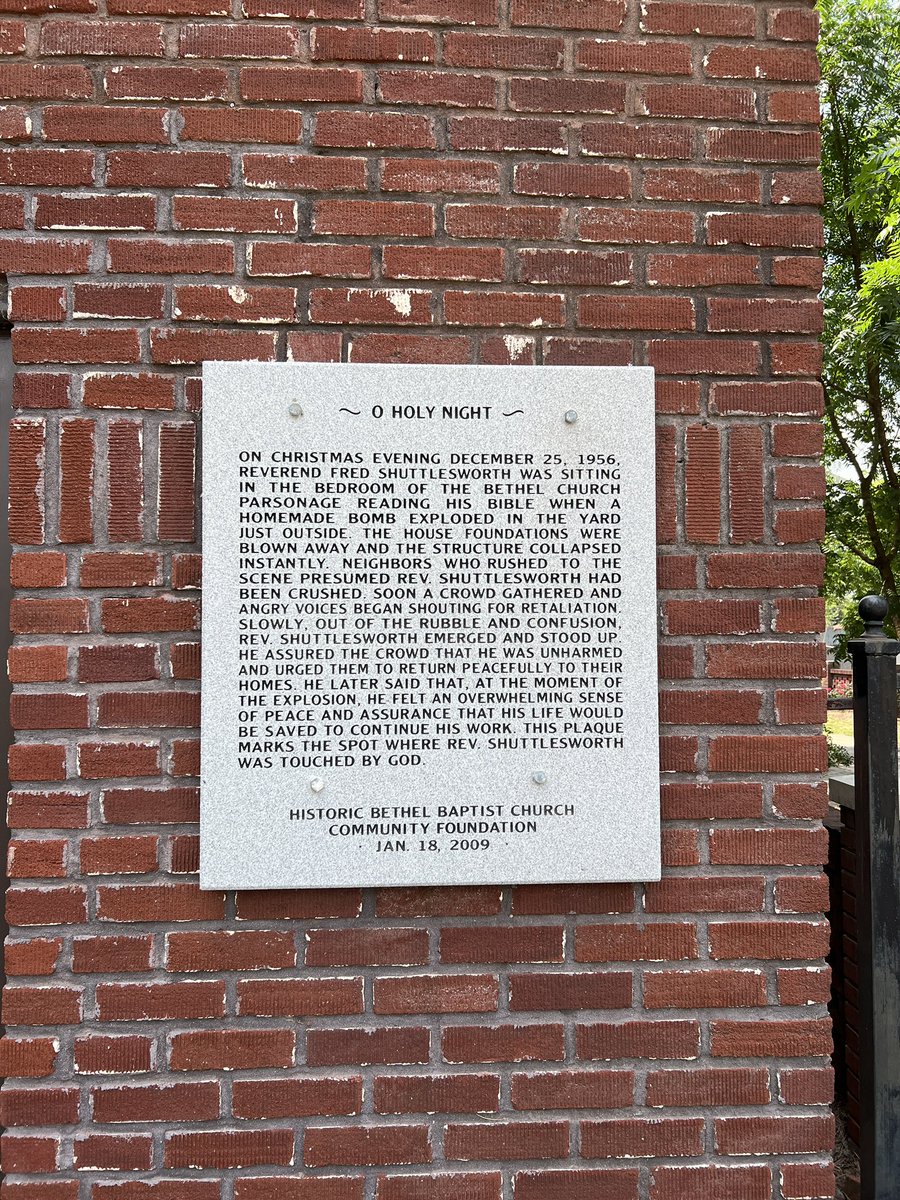 ~ O HOLY NIGHT ~
ON CHRISTMAS EVENING DECEMBER 25, 1956,
REVEREND FRED SHUTTLESWORTH WAS SITTING
IN THE BEDROOM OF THE BETHEL CHURCH
PARSONAGE READING HIS BIBLE WHEN A
HOMEMADE BOMB EXPLODED IN THE YARD
JUST OUTSIDE. THE HOUSE FOUNDATIONS WERE
BLOWN AWAY AND THE STRUCTURE COLLAPSED
INSTANTLY. NEIGHBORS WHO RUSHED TO THE
SCENE PRESUMED REV. SHUTTLESWORTH HAD
BEEN CRUSHED. SOON A CROWD GATHERED AND
ANGRY VOICES BEGAN SHOUTING FOR RETALIATION.
SLOWLY, OUT OF THE RUBBLE AND CONFUSION,
REV. SHUTTLESWORTH EMERGED AND STOOD UP.
HE ASSURED THE CROWD THAT HE WAS UNHARMED
AND URGED THEM TO RETURN PEACEFULLY TO THEIR
HOMES. HE LATER SAID THAT, AT THE MOMENT OF
THE EXPLOSION, HE FELT AN OVERWHELMING SENSE
OF PEACE AND ASSURANCE THAT HIS LIFE WOULD
BE SAVED TO CONTINUE HIS WORK. THIS PLAQUE
MARKS THE SPOT WHERE REV. SHUTTLESWORTH
WAS TOUCHED BY GOD.
HISTORIC BETHEL BAPTIST CHURCH
COMMUNITY FOUNDATION
· JAN. 18, 2009 ·